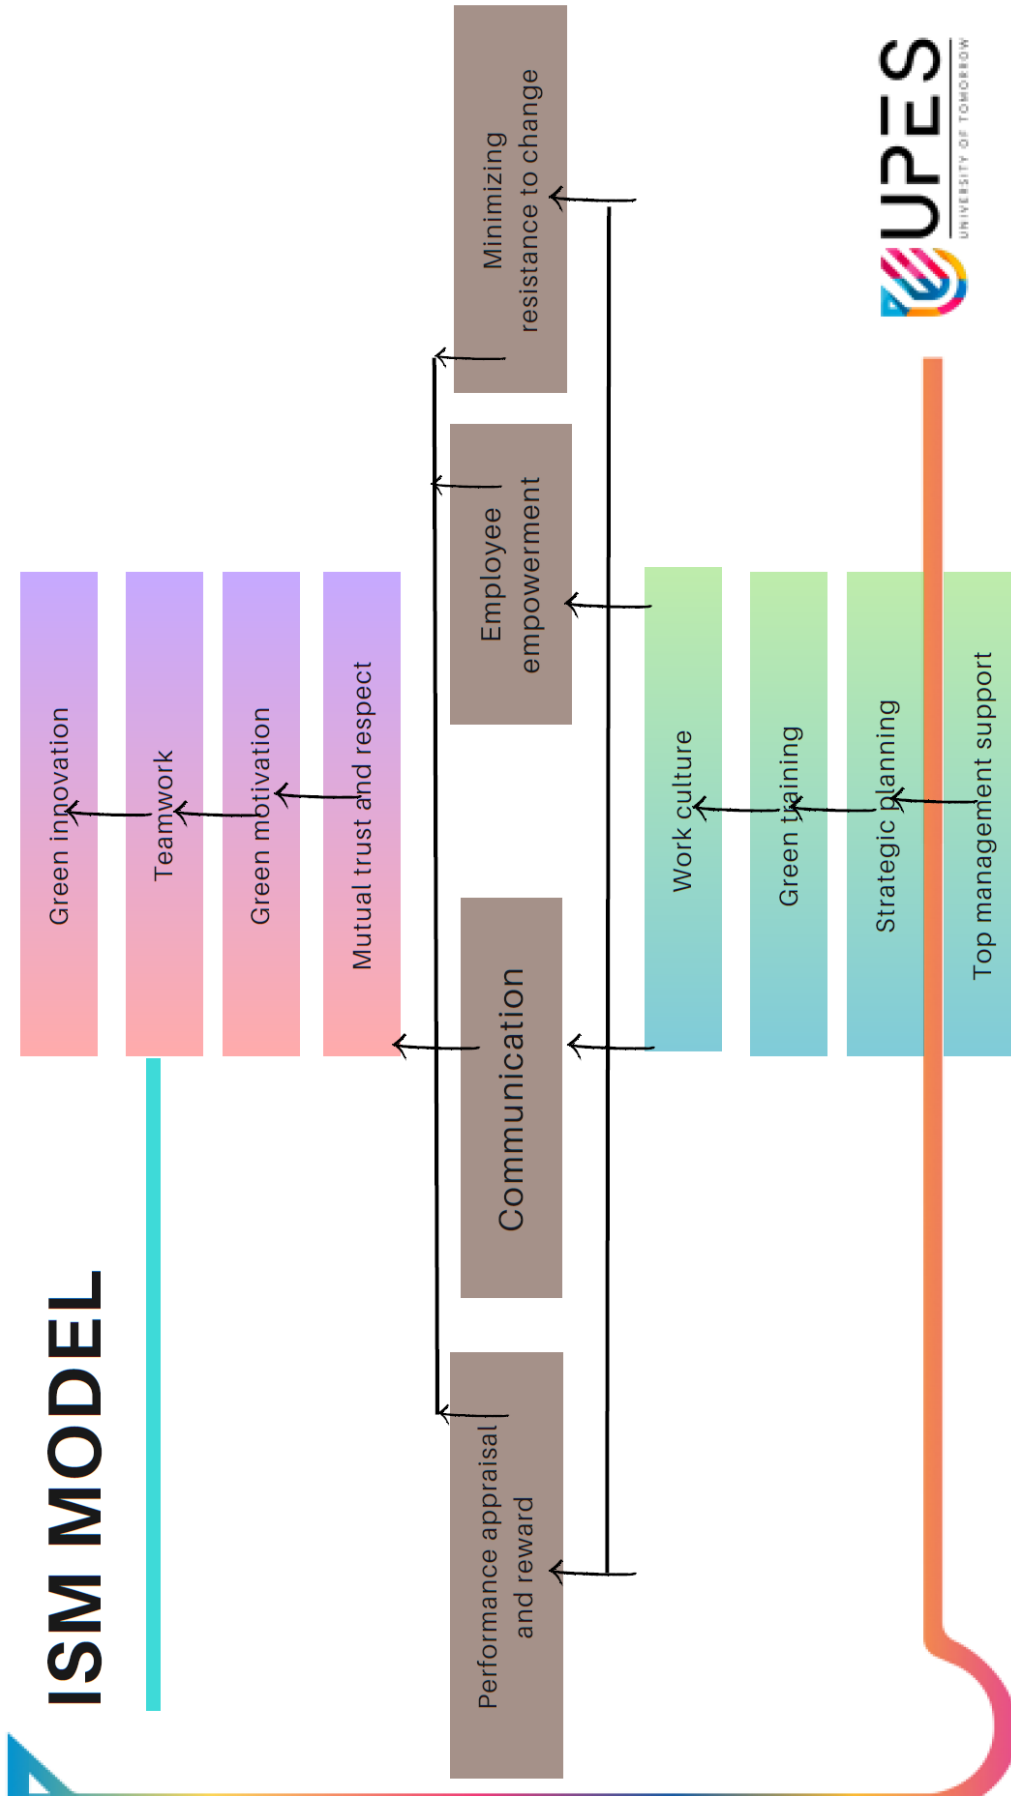 ISM MODEL
Green innovation
Teamwork
Green motivation
Mutual trust and respect
Performance appraisal
and reward
Communication
Employee
empowerment
Minimizing
resistance to change
Work culture
Green training
Strategic planning
Top management support
UPES
UNIVERSITY OF TOMORROW